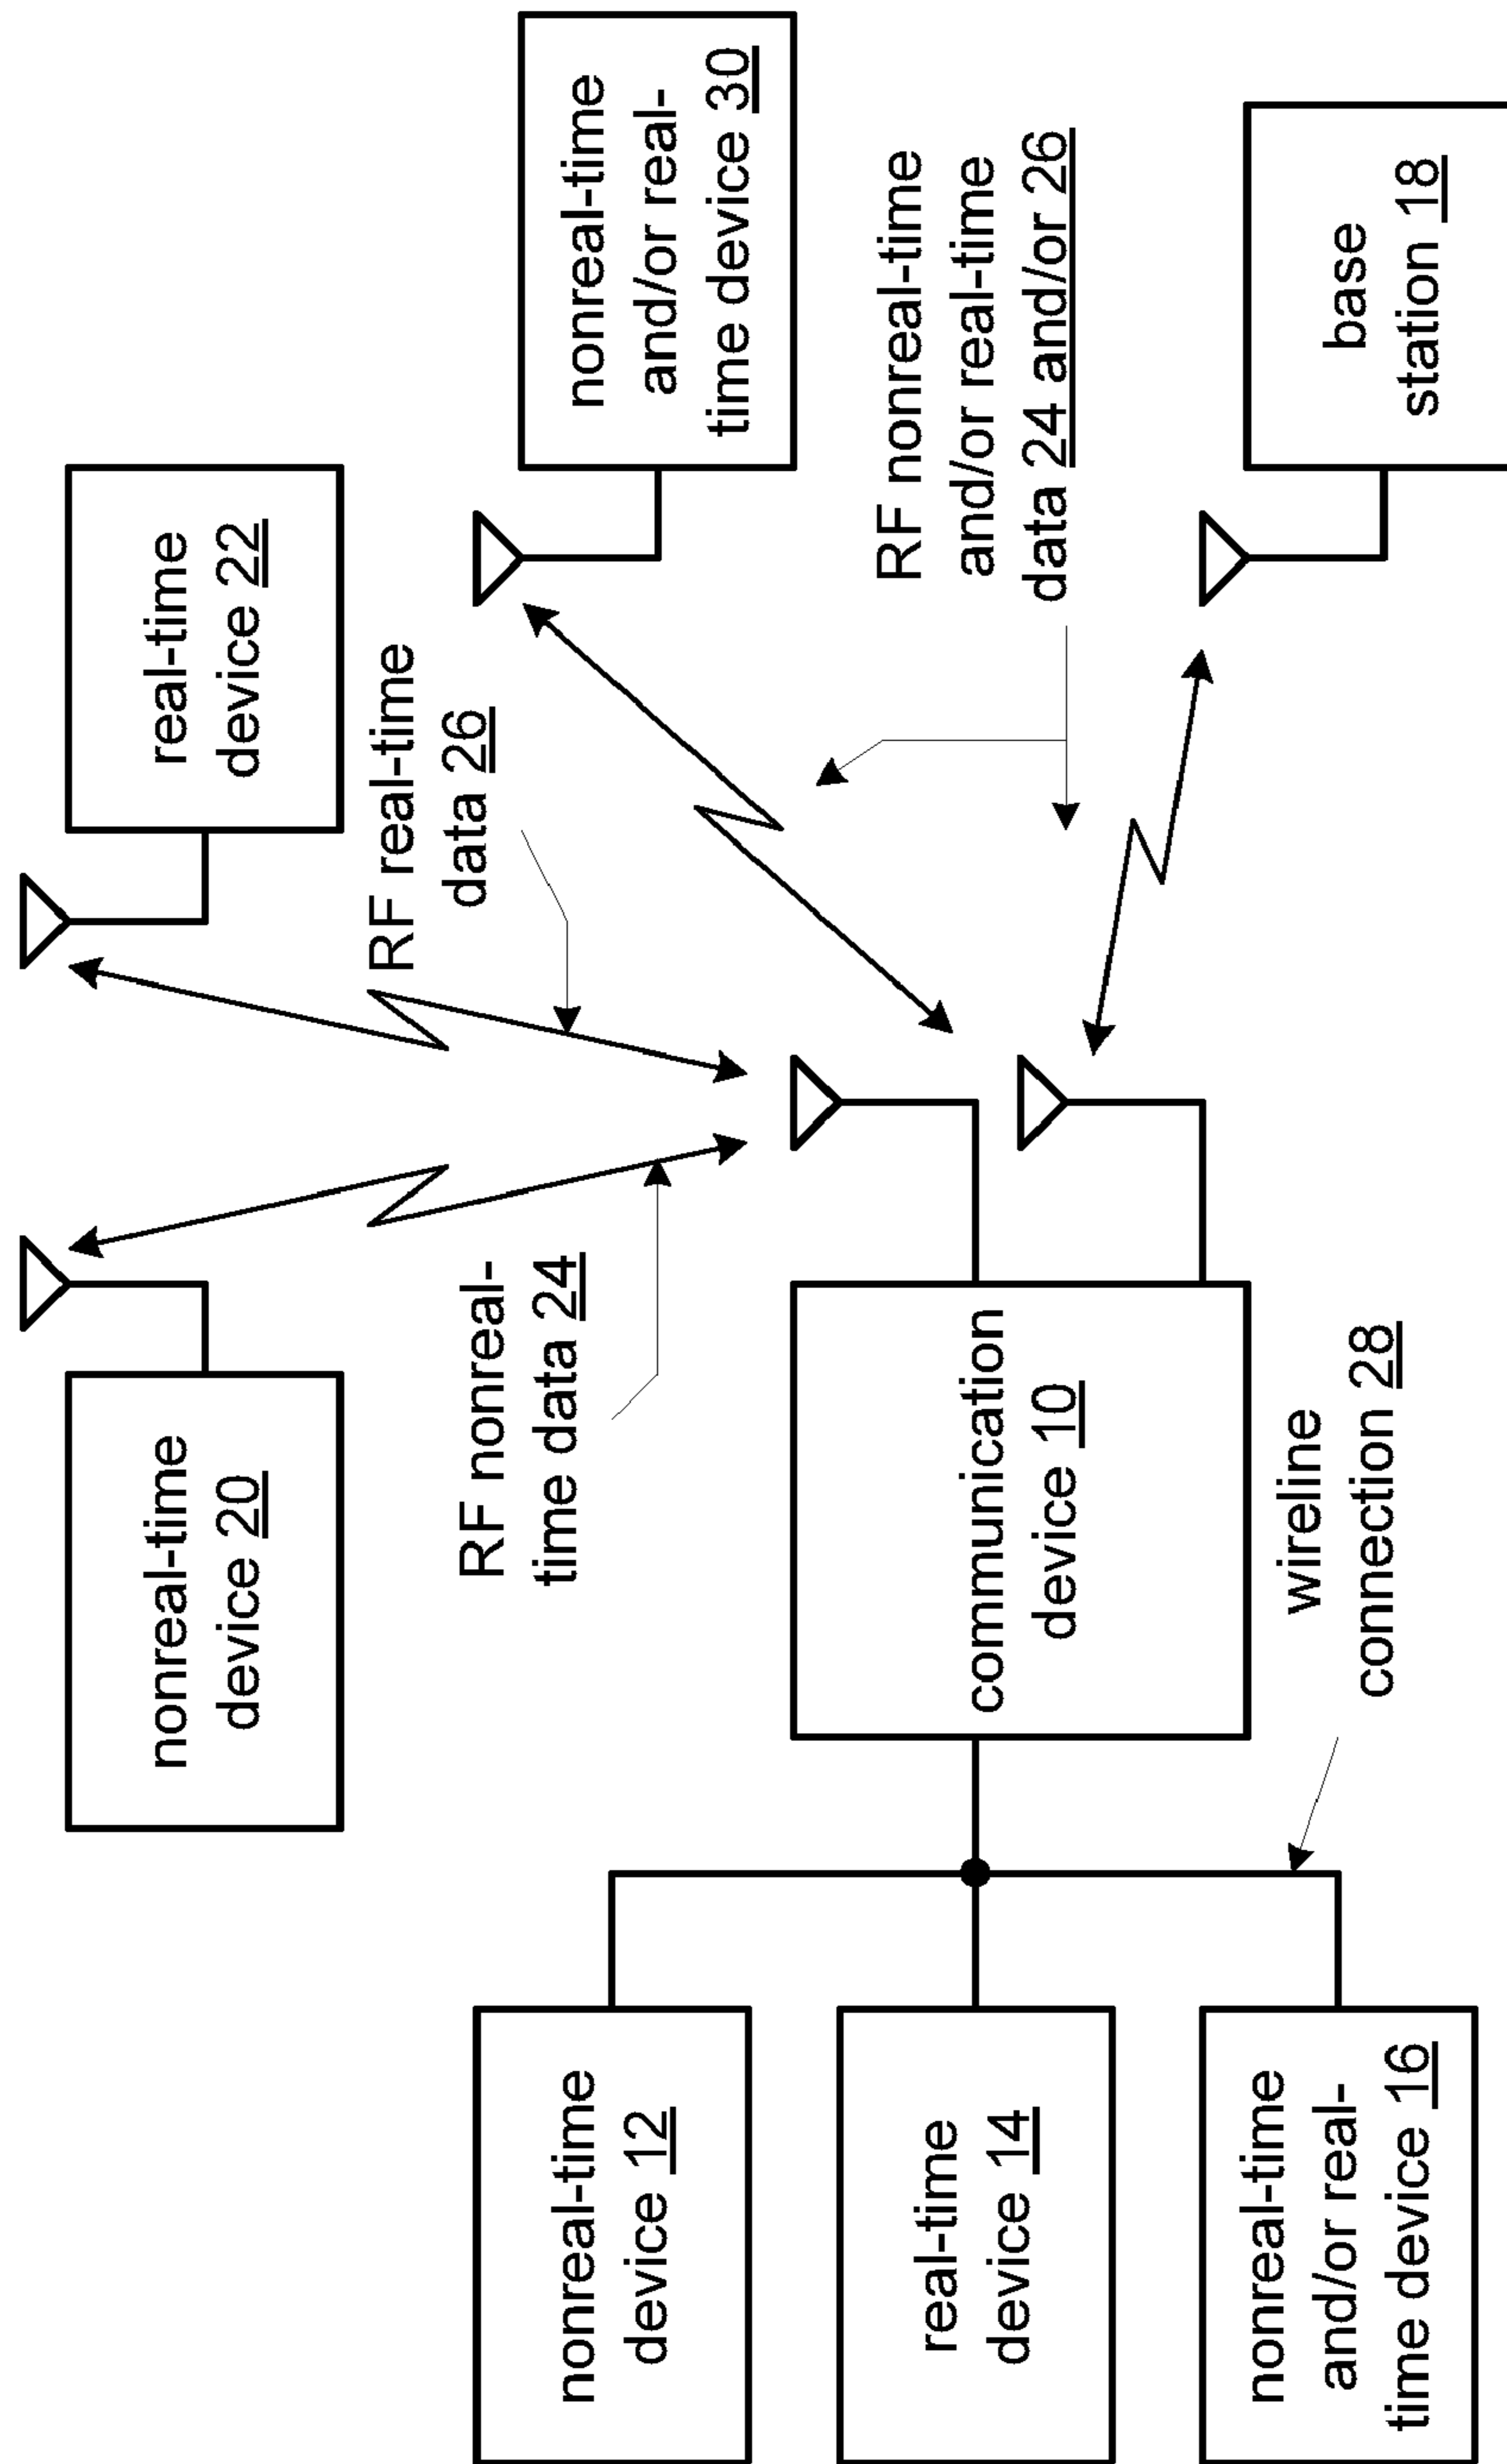 nonreal-time
device 20
real-time
device 22
RF real-time
data 26
RF nonreal-
time data 24
nonreal-time
and/or real-
time device 30
nonreal-time
device 12
real-time
device 14
nonreal-time
and/or real-
time device 16
communication
device 10
wireline
connection 28
RF nonreal-time
and/or real-time
data 24 and/or 26
base
station 18